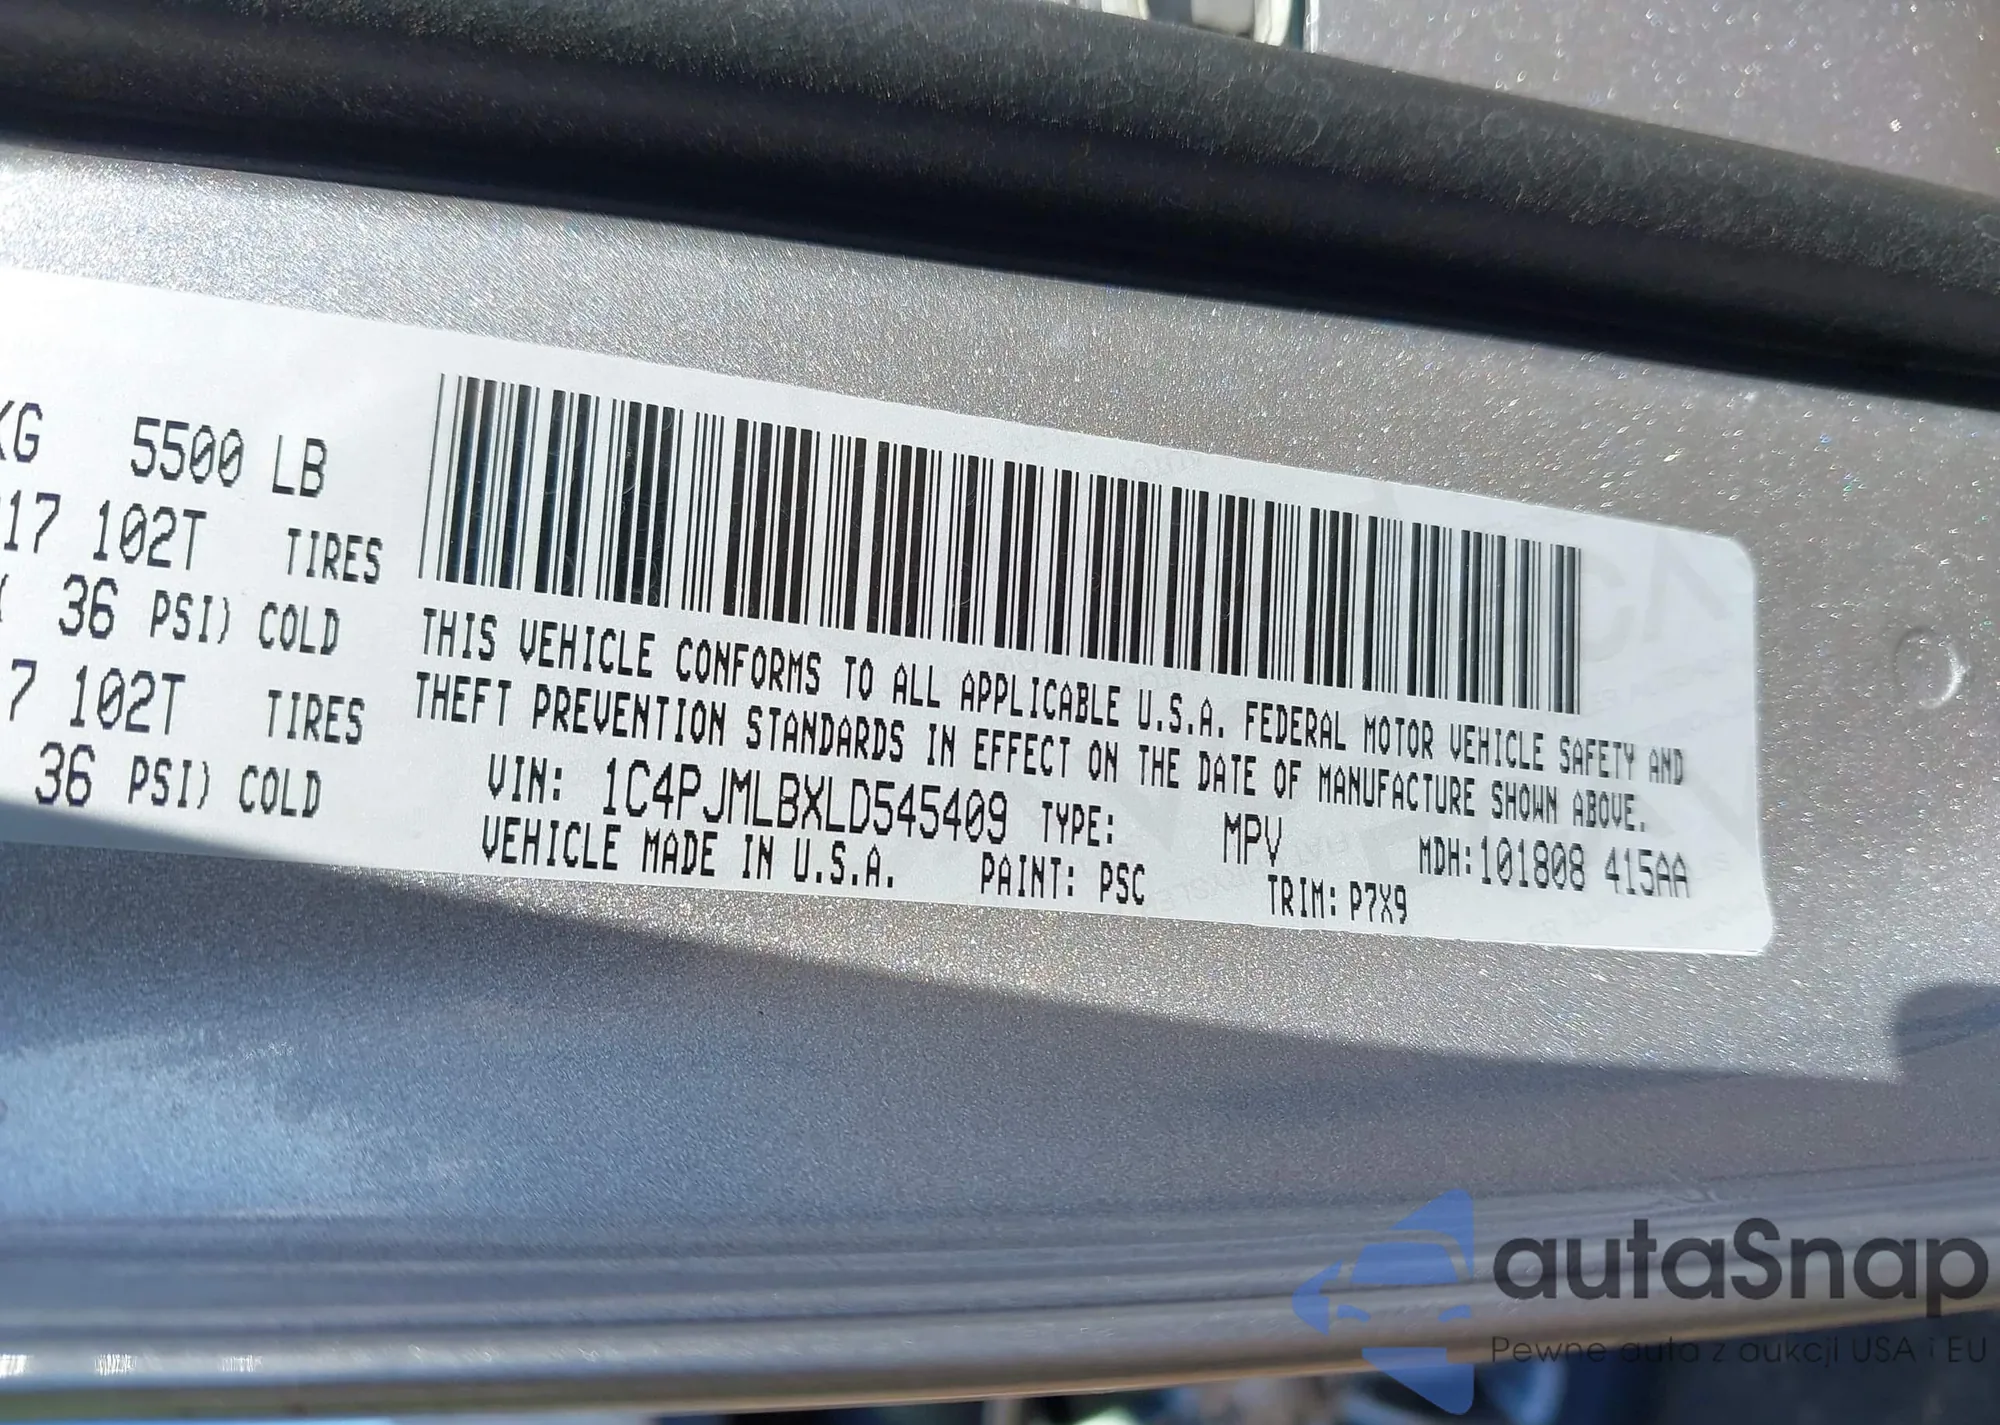 KG 5500 LB
17 102T TIRES
( 36 PSI) COLD
7 102T TIRES
36 PSI) COLD
THIS VEHICLE CONFORMS TO ALL APPLICABLE U.S.A. FEDERAL MOTOR VEHICLE SAFETY AND
THEFT PREVENTION STANDARDS IN EFFECT ON THE DATE OF MANUFACTURE SHOWN ABOVE.
VIN: 1C4PJMLBXLD545409 TYPE: MPV MDH:101808 415AA
VEHICLE MADE IN U.S.A. PAINT: PSC TRIM: P7X9
autaSnap
Pewne auta z aukcji USA i EU